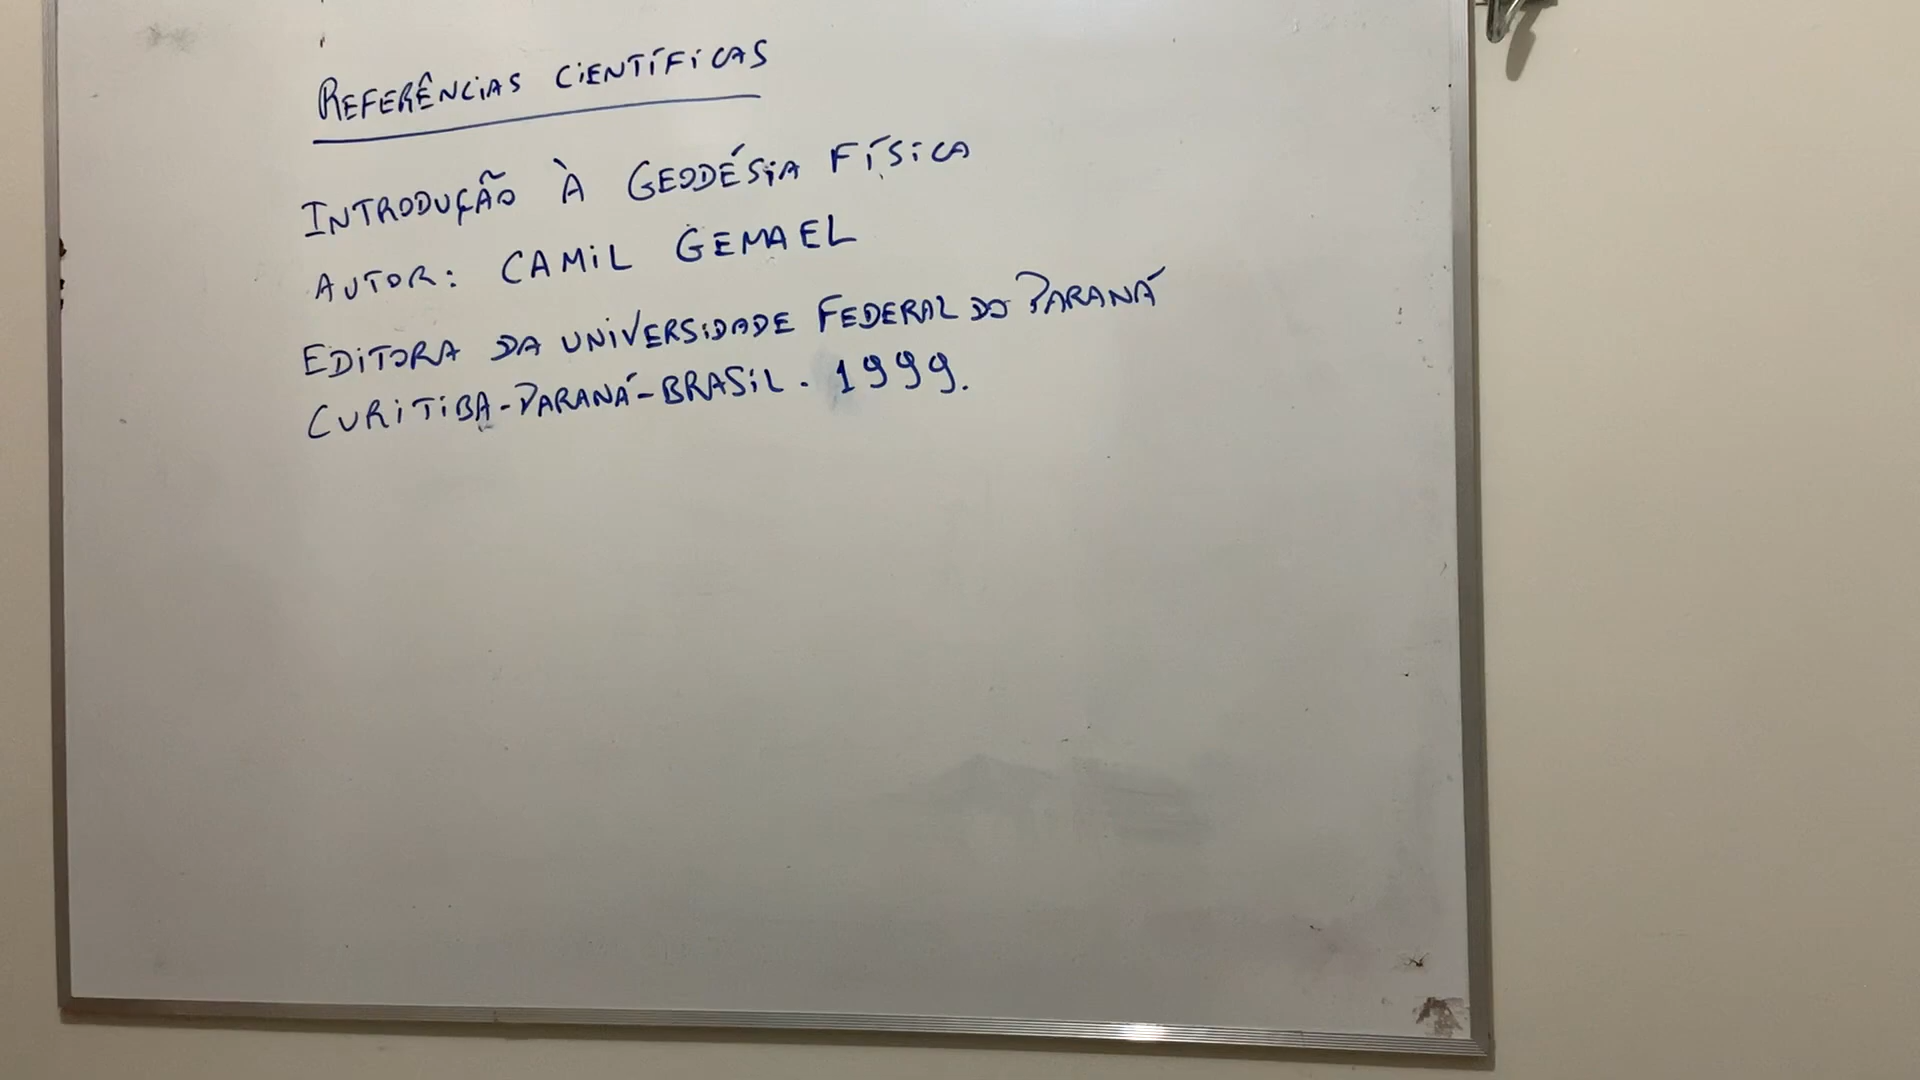 REFERÊNCIAS CIENTÍFICAS
INTRODUÇÃO À GEODÉSIA FÍSICA
AUTOR: CAMIL GEMAEL
EDITORA DA UNIVERSIDADE FEDERAL DO PARANÁ
CURITIBA-PARANÁ-BRASIL. 1999.